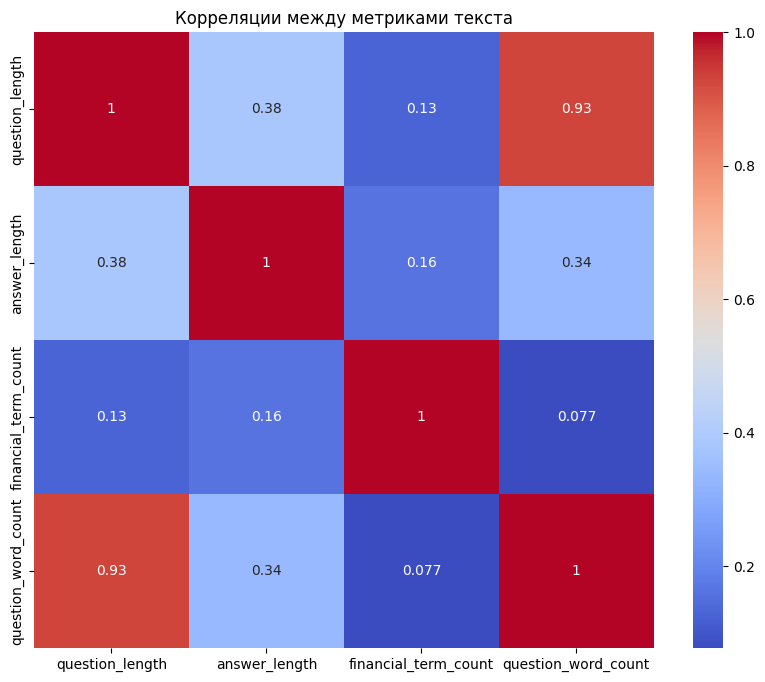 Корреляции между метриками текста
question_length
1
0.38
0.13
0.93
answer_length
0.38
1
0.16
0.34
financial_term_count
0.13
0.16
1
0.077
question_word_count
0.93
0.34
0.077
1
question_length
answer_length
financial_term_count
question_word_count
1.0
0.8
0.6
0.4
0.2